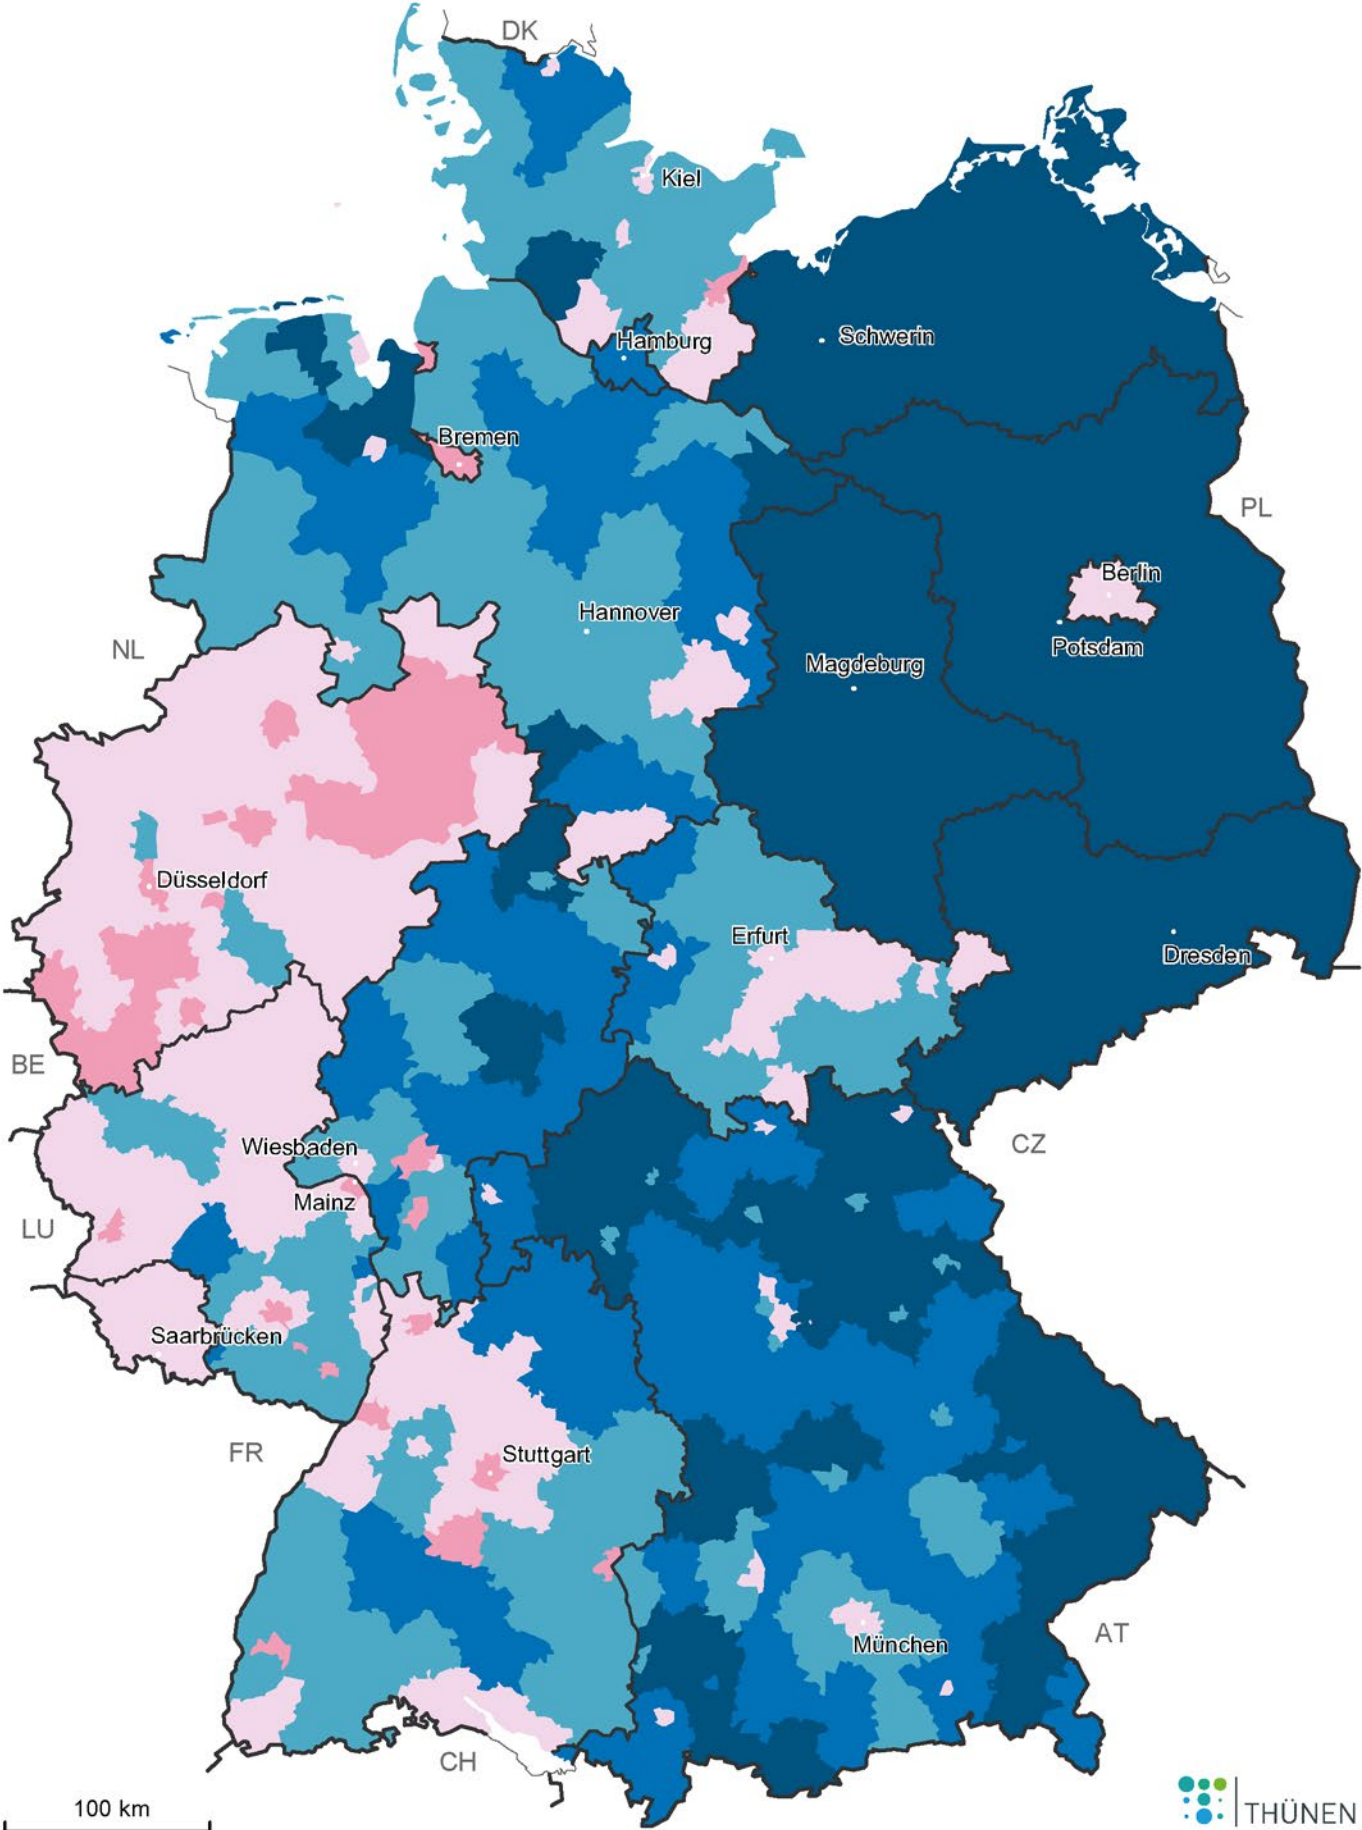 DK
Kiel
Schwerin
Hamburg
Bremen
PL
Berlin
Hannover
Potsdam
NL
Magdeburg
Düsseldorf
Erfurt
Dresden
BE
CZ
Wiesbaden
Mainz
LU
Saarbrücken
FR
Stuttgart
AT
München
CH
100 km
THÜNEN